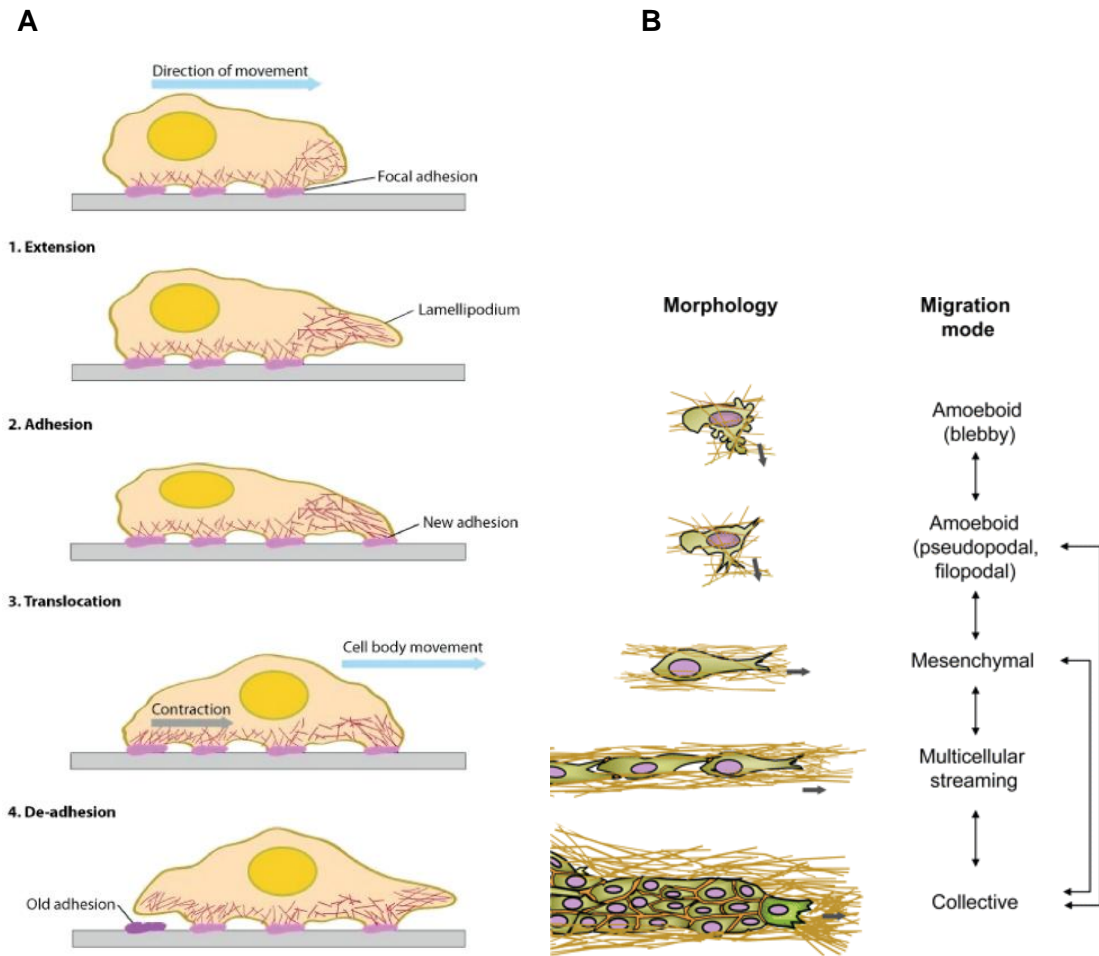 A
Direction of movement
Focal adhesion
1. Extension
Lamellipodium
2. Adhesion
New adhesion
3. Translocation
Cell body movement
Contraction
4. De-adhesion
Old adhesion
B
Morphology
Migration
mode
Amoeboid
(blebby)
Amoeboid
(pseudopodal,
filopodal)
Mesenchymal
Multicellular
streaming
Collective